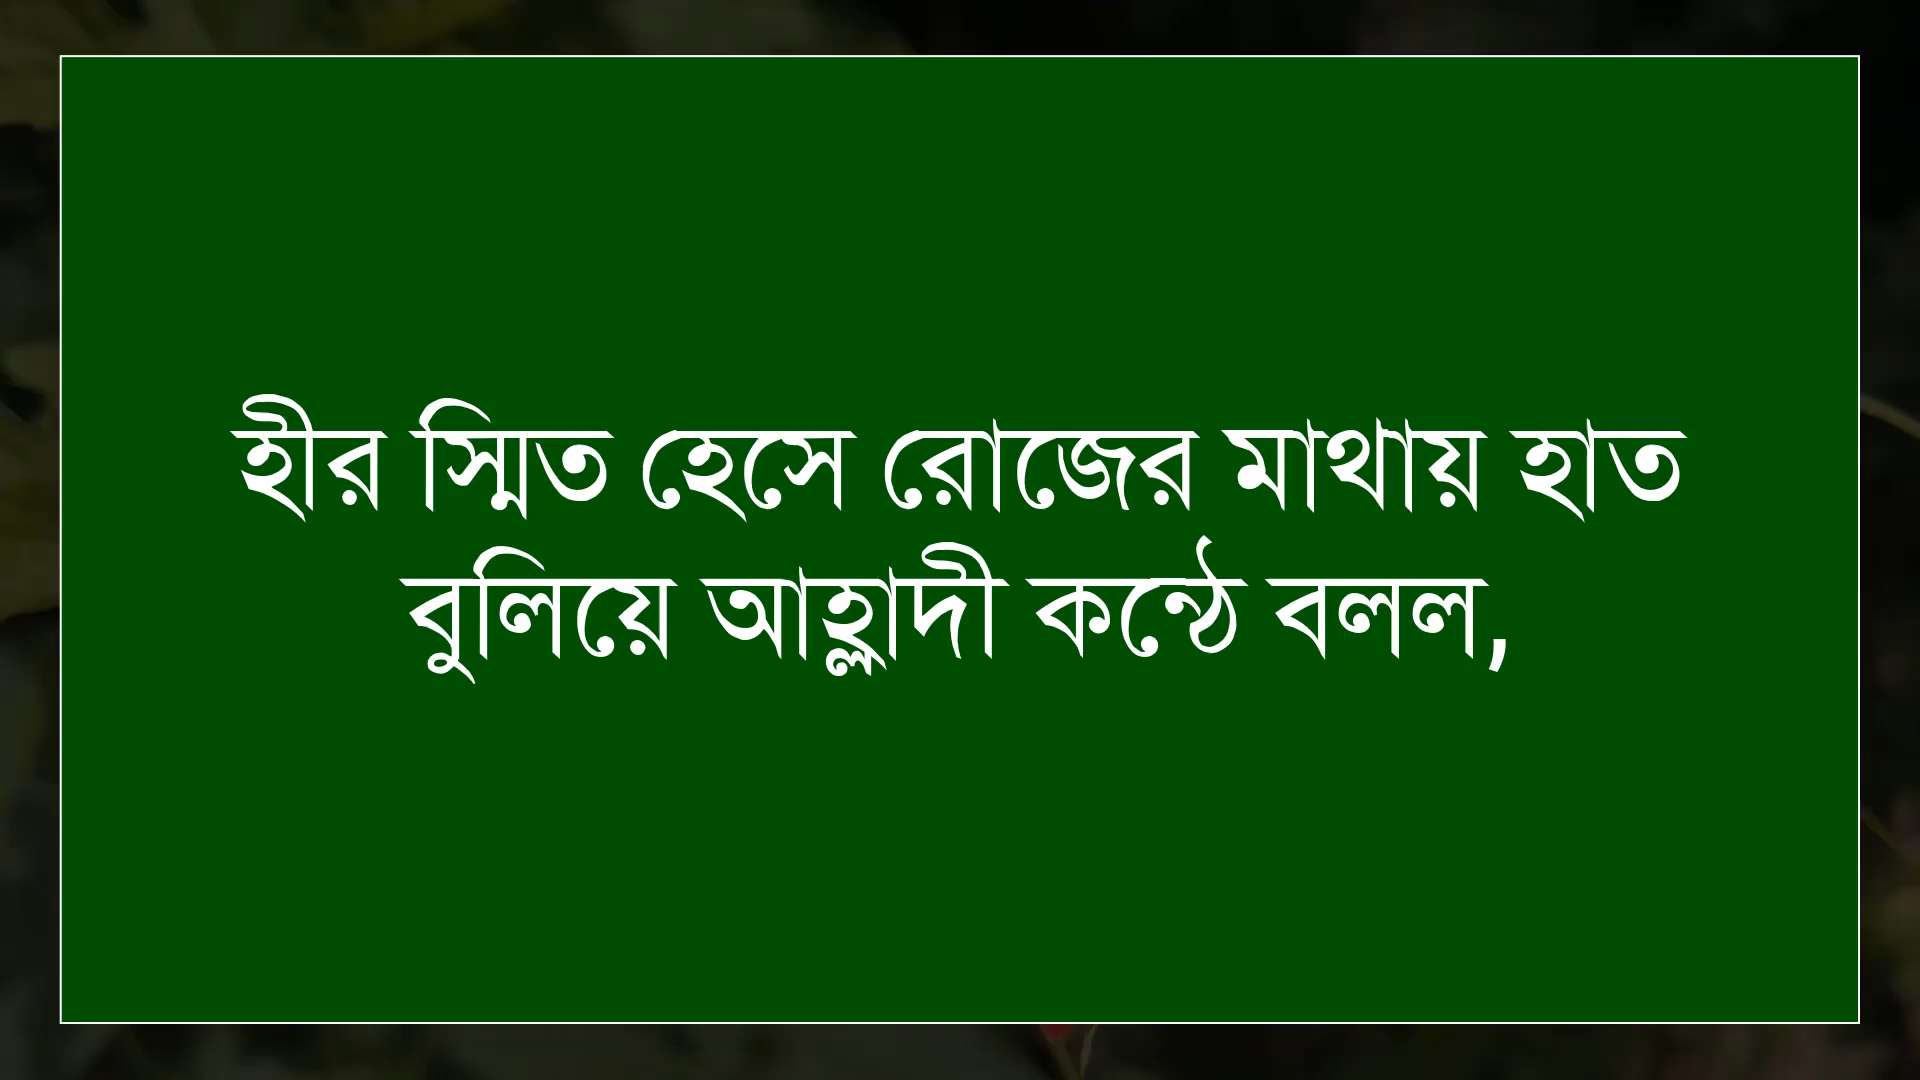 হীর স্মিত হেসে রোজের মাথায় হাত
বুলিয়ে আহ্লাদী কন্ঠে বলল,